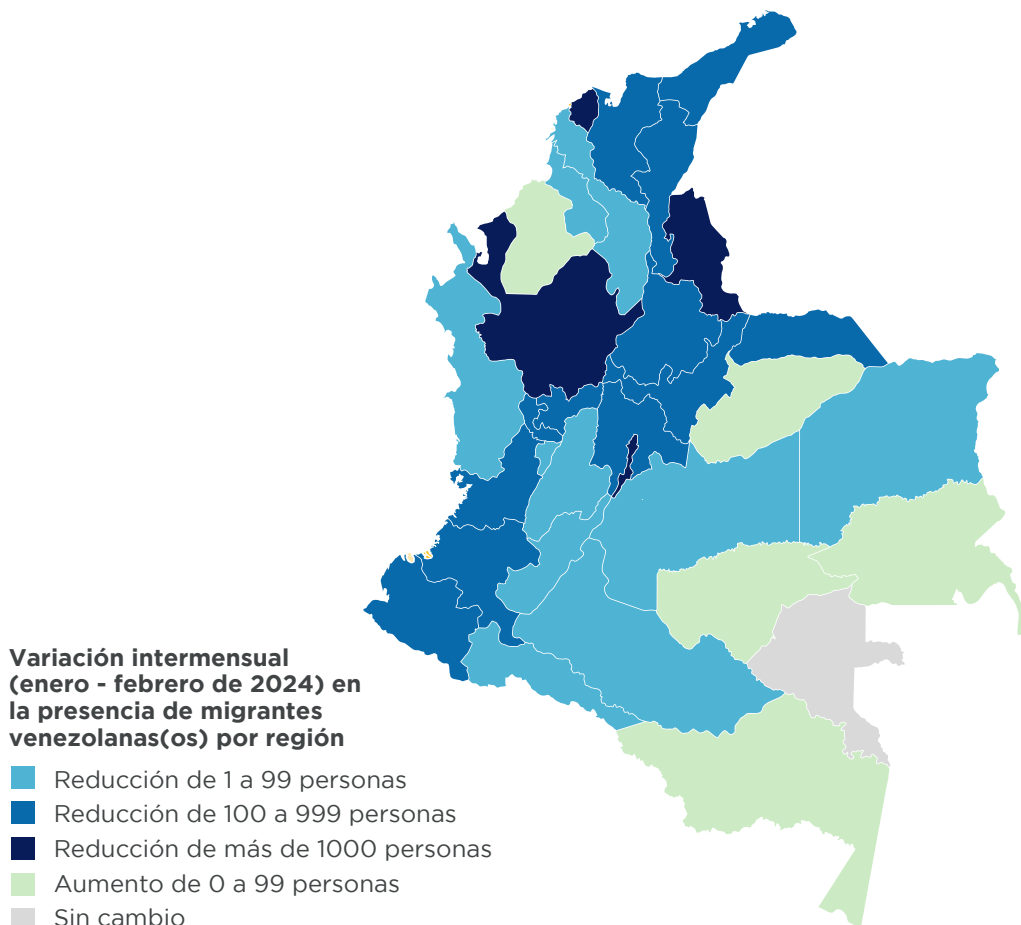 Variación intermensual
(enero - febrero de 2024) en
la presencia de migrantes
venezolanas(os) por región
Reducción de 1 a 99 personas
Reducción de 100 a 999 personas
Reducción de más de 1000 personas
Aumento de 0 a 99 personas
Sin cambio